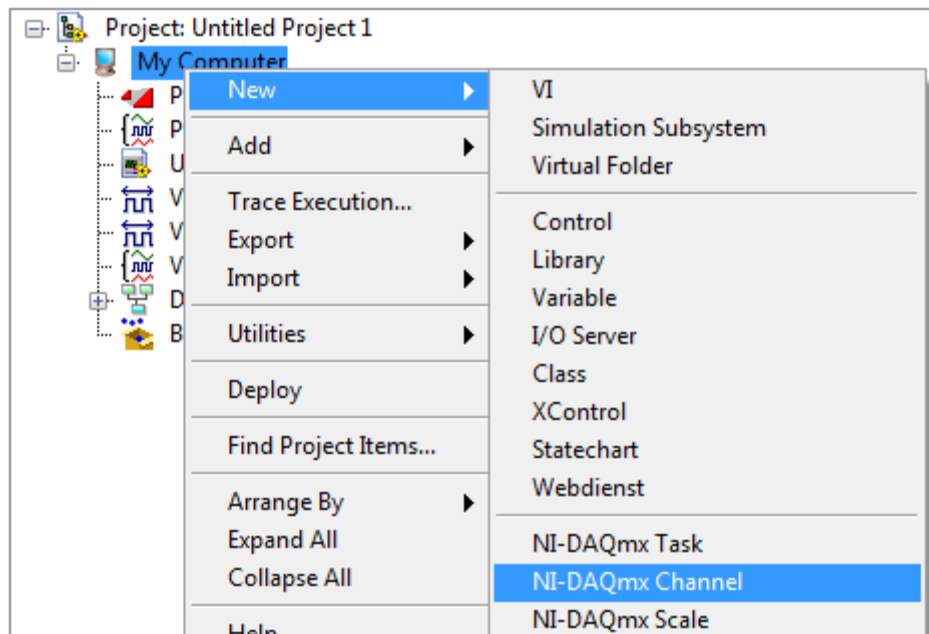 Project: Untitled Project 1
My Computer
P
P
U
V
V
V
D
B
New
Add
Trace Execution...
Export
Import
Utilities
Deploy
Find Project Items...
Arrange By
Expand All
Collapse All
Help
VI
Simulation Subsystem
Virtual Folder
Control
Library
Variable
I/O Server
Class
XControl
Statechart
Webdienst
NI-DAQmx Task
NI-DAQmx Channel
NI-DAQmx Scale